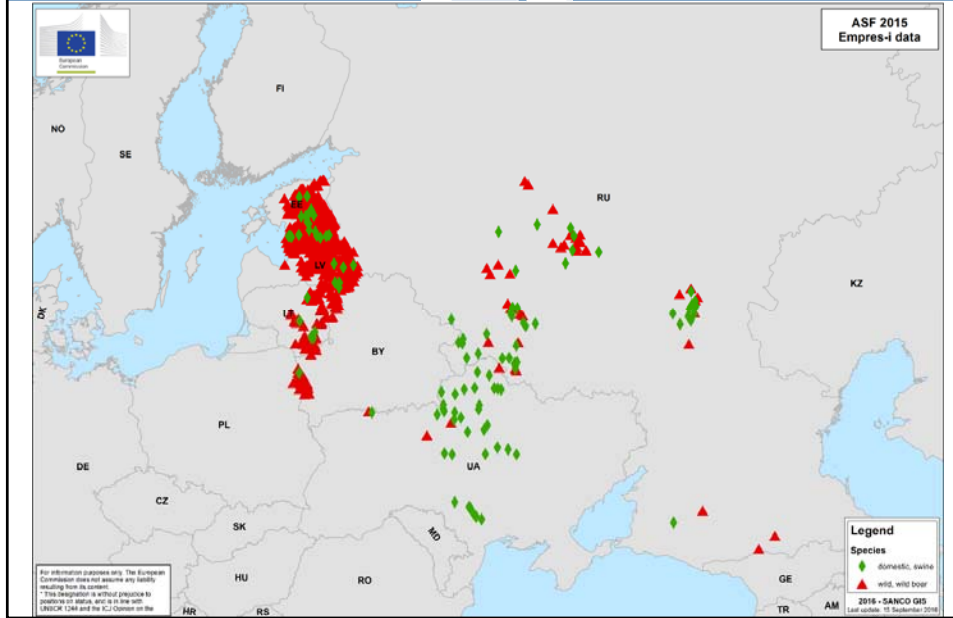 ASF 2015
Empres-i data
European
Commission
FI
NO
SE
RU
EE
LV
KZ
DK
LT
BY
PL
DE
UA
CZ
SK
MD
HU
RO
HR
RS
GE
TR
AM
Legend
Species
domestic, swine
wild, wild boar
2016 - SANCO GIS
Last update: 15 September 2016
For information purposes only. The European
Commission does not assume any liability
resulting from its content.
* This designation is without prejudice to
positions on status, and is in line with
UNSCR 1244 and the ICJ Opinion on the